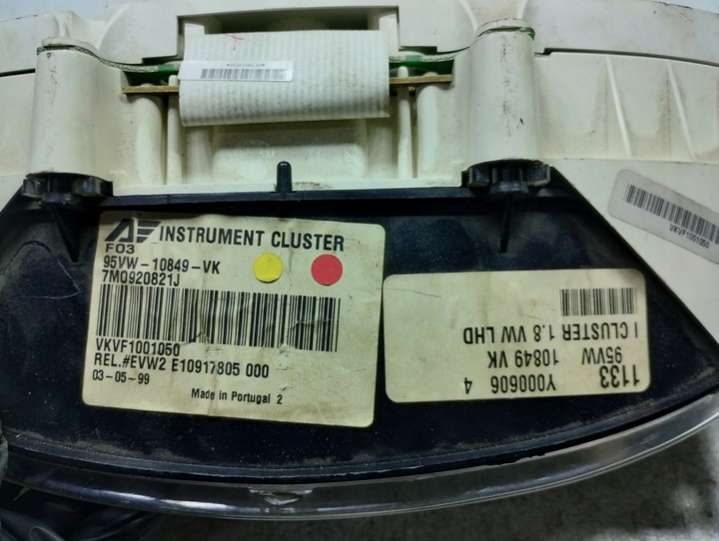 AE INSTRUMENT CLUSTER
F03
95VW-10849-VK
7M0920821J
VKVF1001050
REL.#EVW2 E10917805 000
03-05-99
Made in Portugal 2
1133
95VW 10849 VK
I CLUSTER 1.8 VW LHD
Y000606 4
VKVF1001050